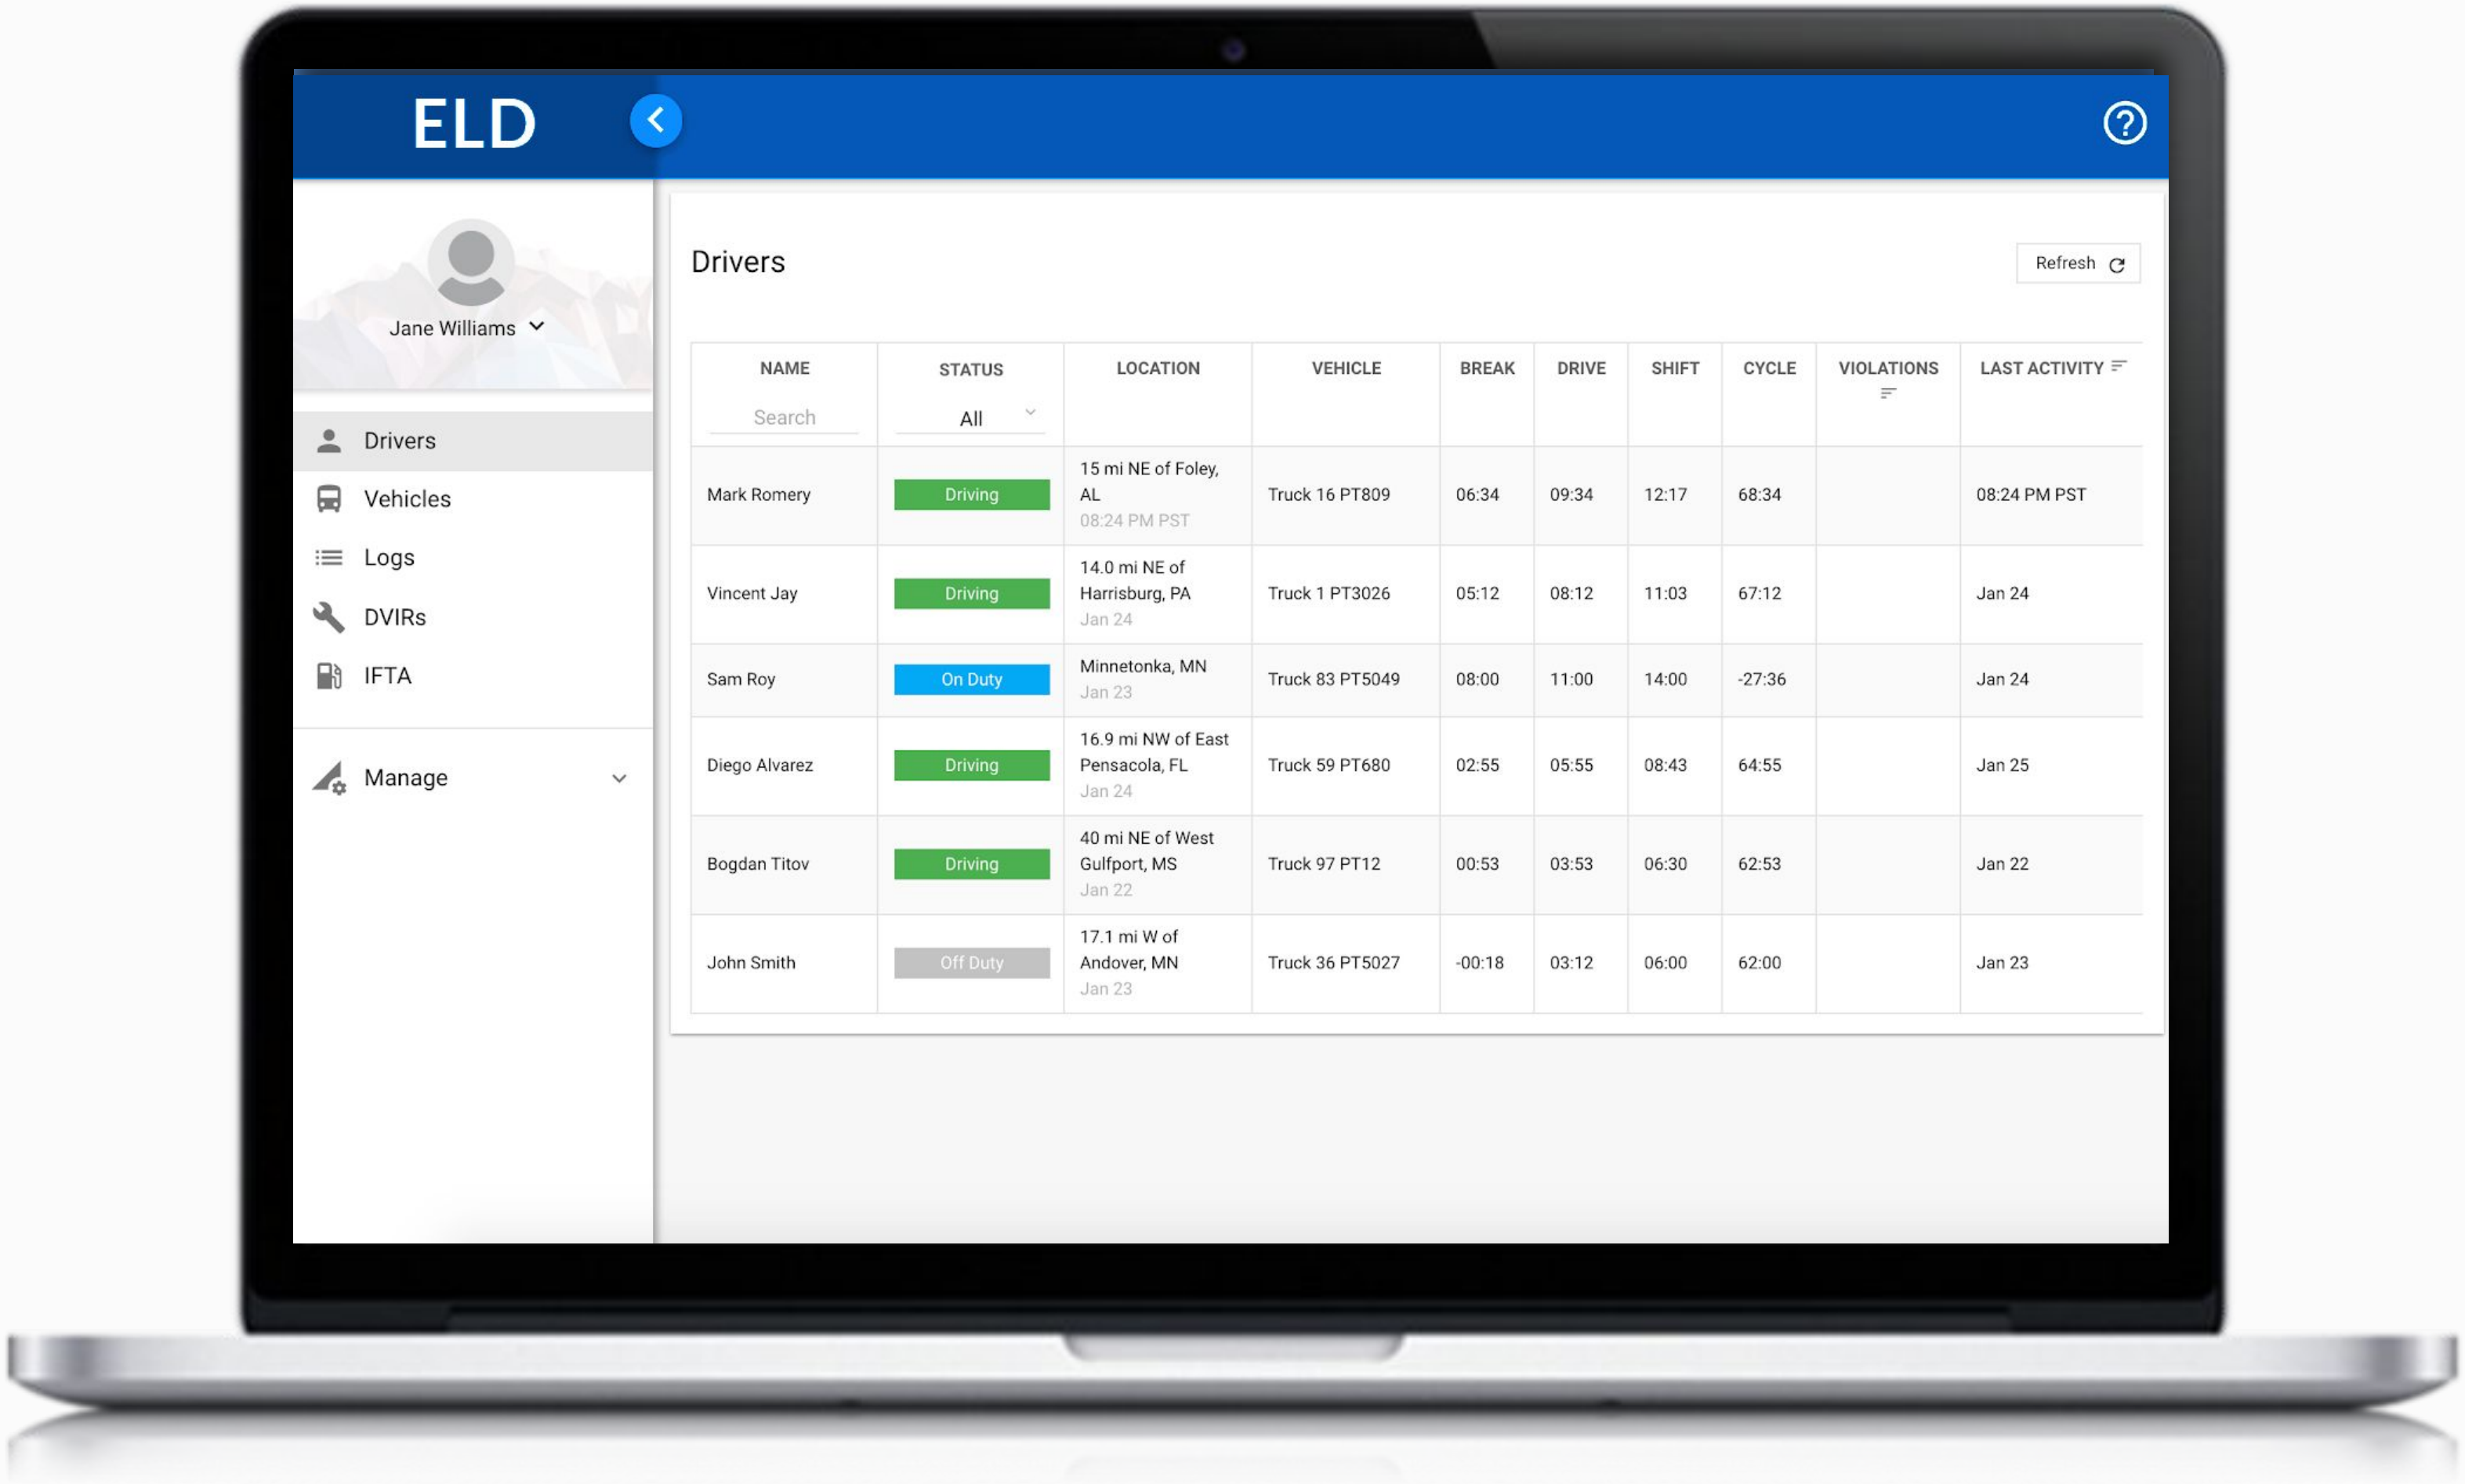 ELD
Jane Williams
Drivers
Vehicles
Logs
DVIRs
IFTA
Manage
Drivers
Refresh
NAME STATUS LOCATION VEHICLE BREAK DRIVE SHIFT CYCLE VIOLATIONS LAST ACTIVITY
Search All
Mark Romery Driving 15 mi NE of Foley,
AL
08:24 PM PST Truck 16 PT809 06:34 09:34 12:17 68:34 08:24 PM PST
Vincent Jay Driving 14.0 mi NE of
Harrisburg, PA
Jan 24 Truck 1 PT3026 05:12 08:12 11:03 67:12 Jan 24
Sam Roy On Duty Minnetonka, MN
Jan 23 Truck 83 PT5049 08:00 11:00 14:00 -27:36 Jan 24
Diego Alvarez Driving 16.9 mi NW of East
Pensacola, FL
Jan 24 Truck 59 PT680 02:55 05:55 08:43 64:55 Jan 25
Bogdan Titov Driving 40 mi NE of West
Gulfport, MS
Jan 22 Truck 97 PT12 00:53 03:53 06:30 62:53 Jan 22
John Smith Off Duty 17.1 mi W of
Andover, MN
Jan 23 Truck 36 PT5027 -00:18 03:12 06:00 62:00 Jan 23